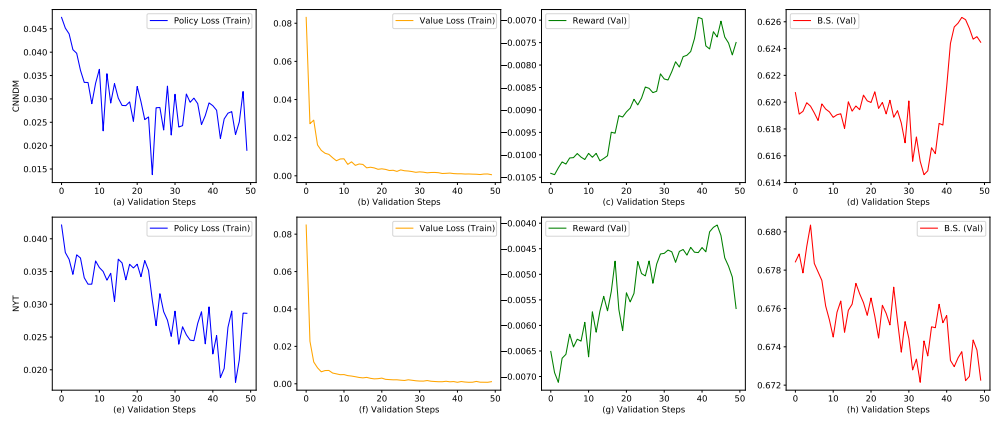 Policy Loss (Train)
0.045
0.040
0.035
0.030
0.025
0.020
0.015
CNNDM
0 10 20 30 40 50
(a) Validation Steps
Value Loss (Train)
0.08
0.06
0.04
0.02
0.00
0 10 20 30 40 50
(b) Validation Steps
Reward (Val)
−0.0070
−0.0075
−0.0080
−0.0085
−0.0090
−0.0095
−0.0100
−0.0105
0 10 20 30 40 50
(c) Validation Steps
B.S. (Val)
0.626
0.624
0.622
0.620
0.618
0.616
0.614
0 10 20 30 40 50
(d) Validation Steps
Policy Loss (Train)
0.040
0.035
0.030
0.025
0.020
NYT
0 10 20 30 40 50
(e) Validation Steps
Value Loss (Train)
0.08
0.06
0.04
0.02
0.00
0 10 20 30 40 50
(f) Validation Steps
Reward (Val)
−0.0040
−0.0045
−0.0050
−0.0055
−0.0060
−0.0065
−0.0070
0 10 20 30 40 50
(g) Validation Steps
B.S. (Val)
0.680
0.678
0.676
0.674
0.672
0 10 20 30 40 50
(h) Validation Steps